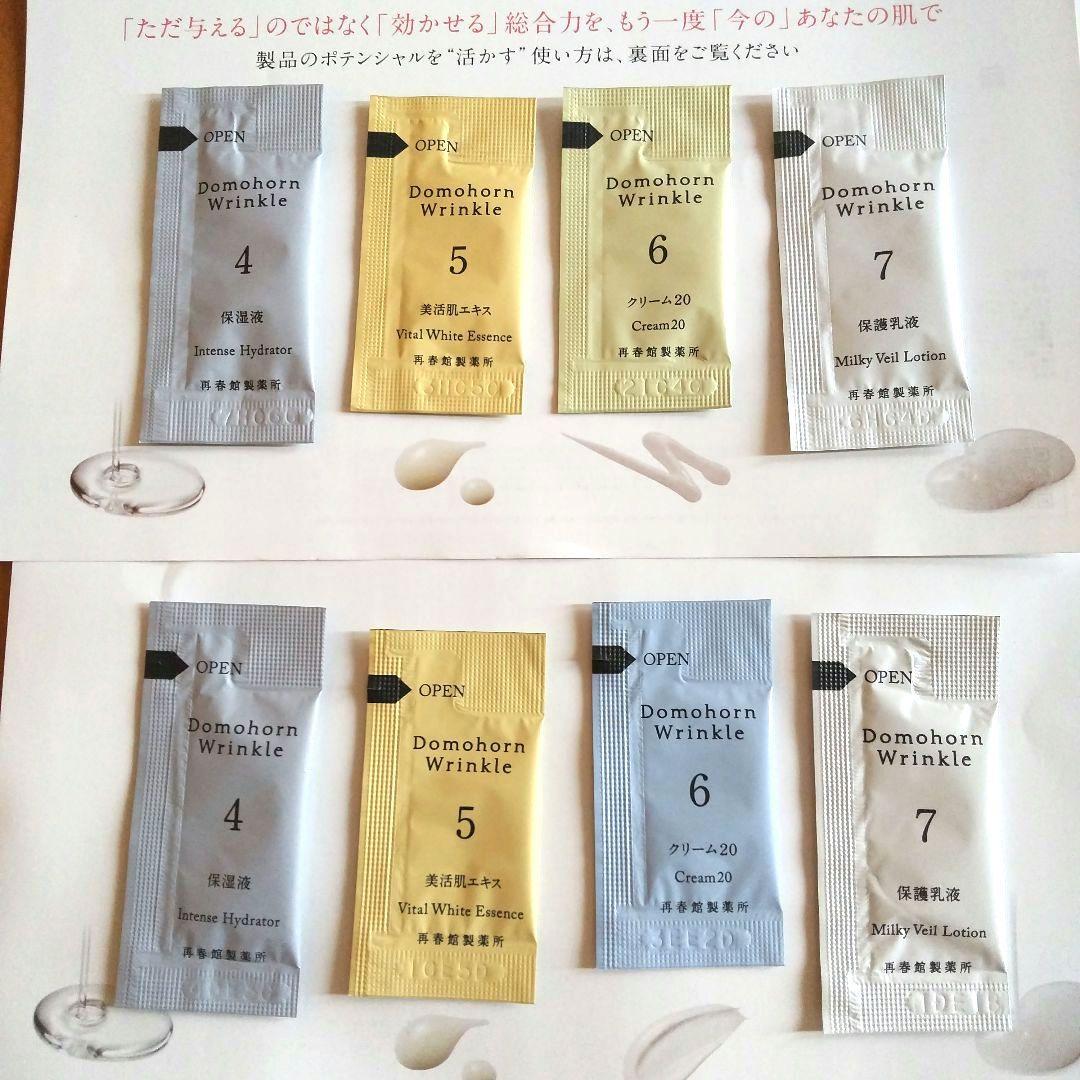 「ただ与える」のではなく「効かせる」総合力を、もう一度「今の」あなたの肌で
製品のポテンシャルを“活かす”使い方は、裏面をご覧ください
OPEN
Domohorn
Wrinkle
4
保湿液
Intense Hydrator
再春館製薬所
OPEN
Domohorn
Wrinkle
5
美活肌エキス
Vital White Essence
再春館製薬所
OPEN
Domohorn
Wrinkle
6
クリーム20
Cream20
再春館製薬所
OPEN
Domohorn
Wrinkle
7
保護乳液
Milky Veil Lotion
再春館製薬所
OPEN
Domohorn
Wrinkle
4
保湿液
Intense Hydrator
再春館製薬所
OPEN
Domohorn
Wrinkle
5
美活肌エキス
Vital White Essence
再春館製薬所
OPEN
Domohorn
Wrinkle
6
クリーム20
Cream20
再春館製薬所
OPEN
Domohorn
Wrinkle
7
保護乳液
Milky Veil Lotion
再春館製薬所